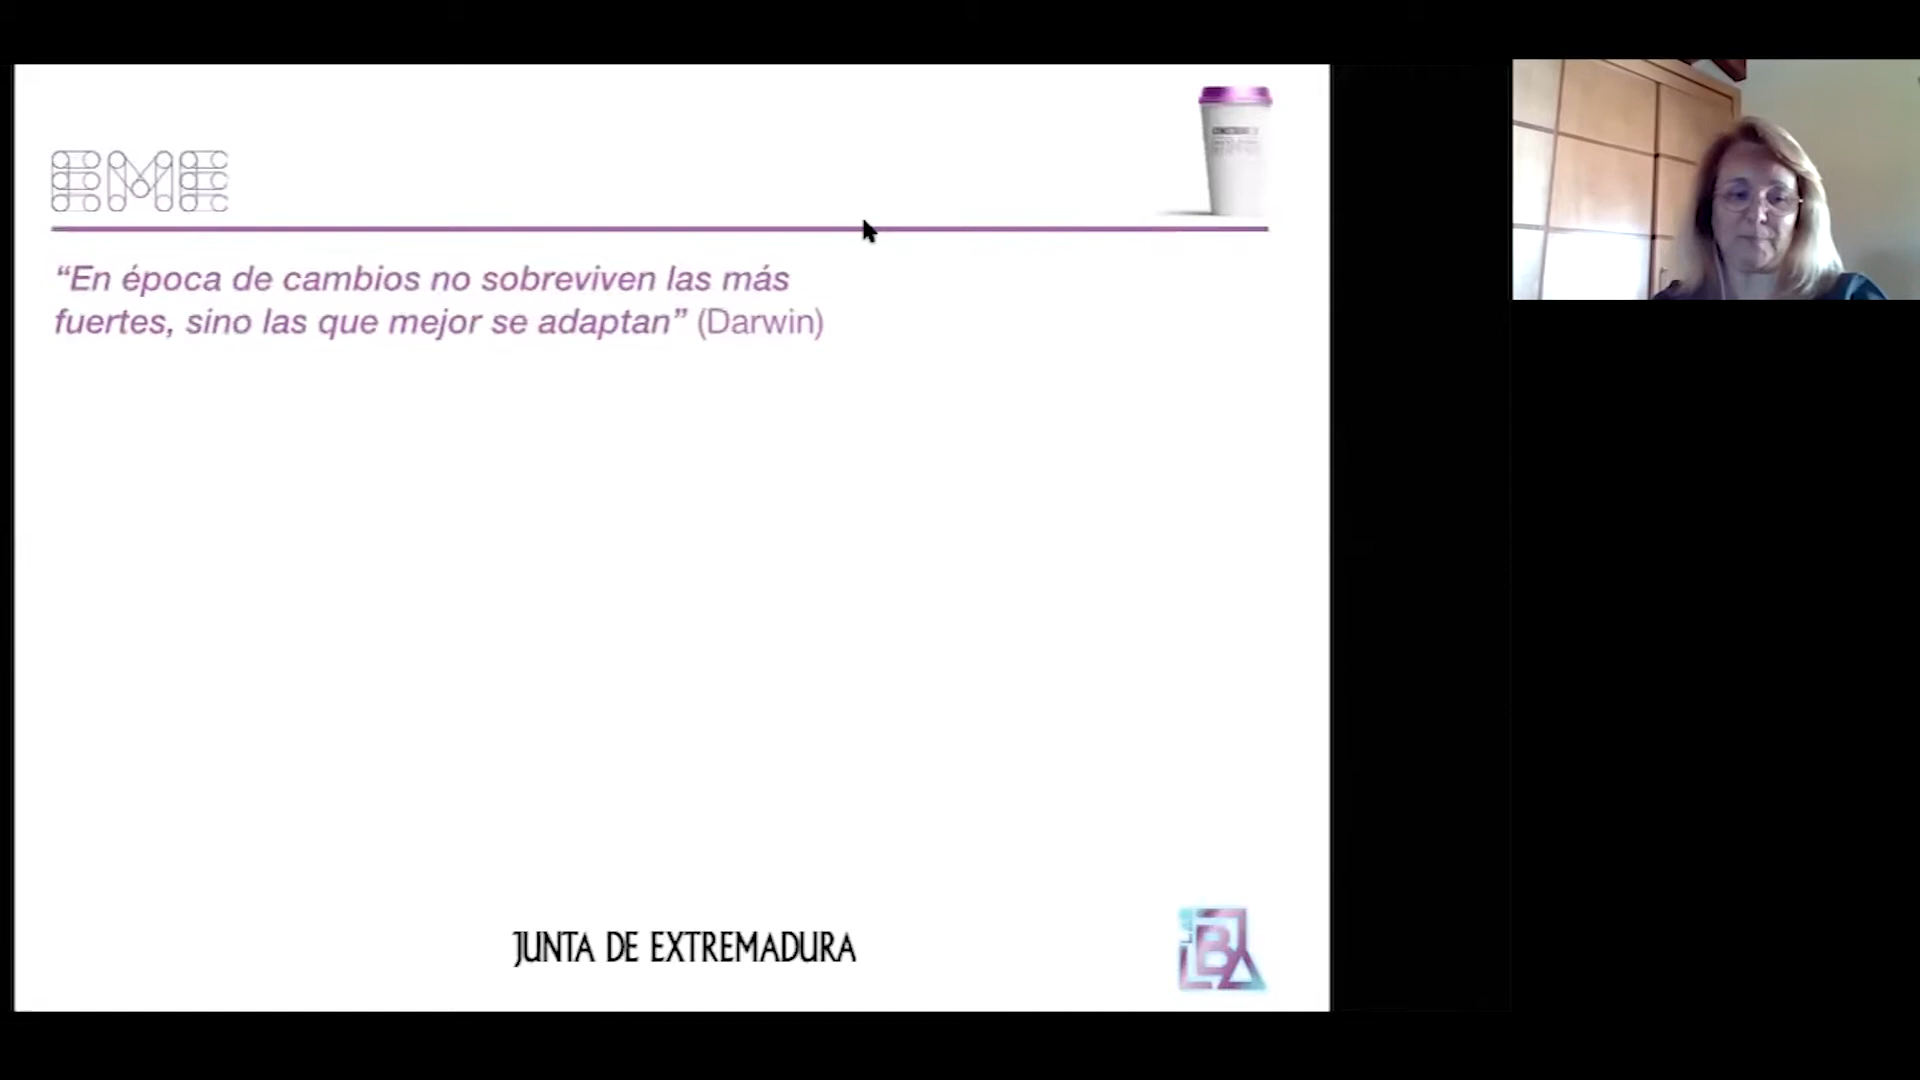 EME
“En época de cambios no sobreviven las más
fuertes, sino las que mejor se adaptan” (Darwin)
JUNTA DE EXTREMADURA